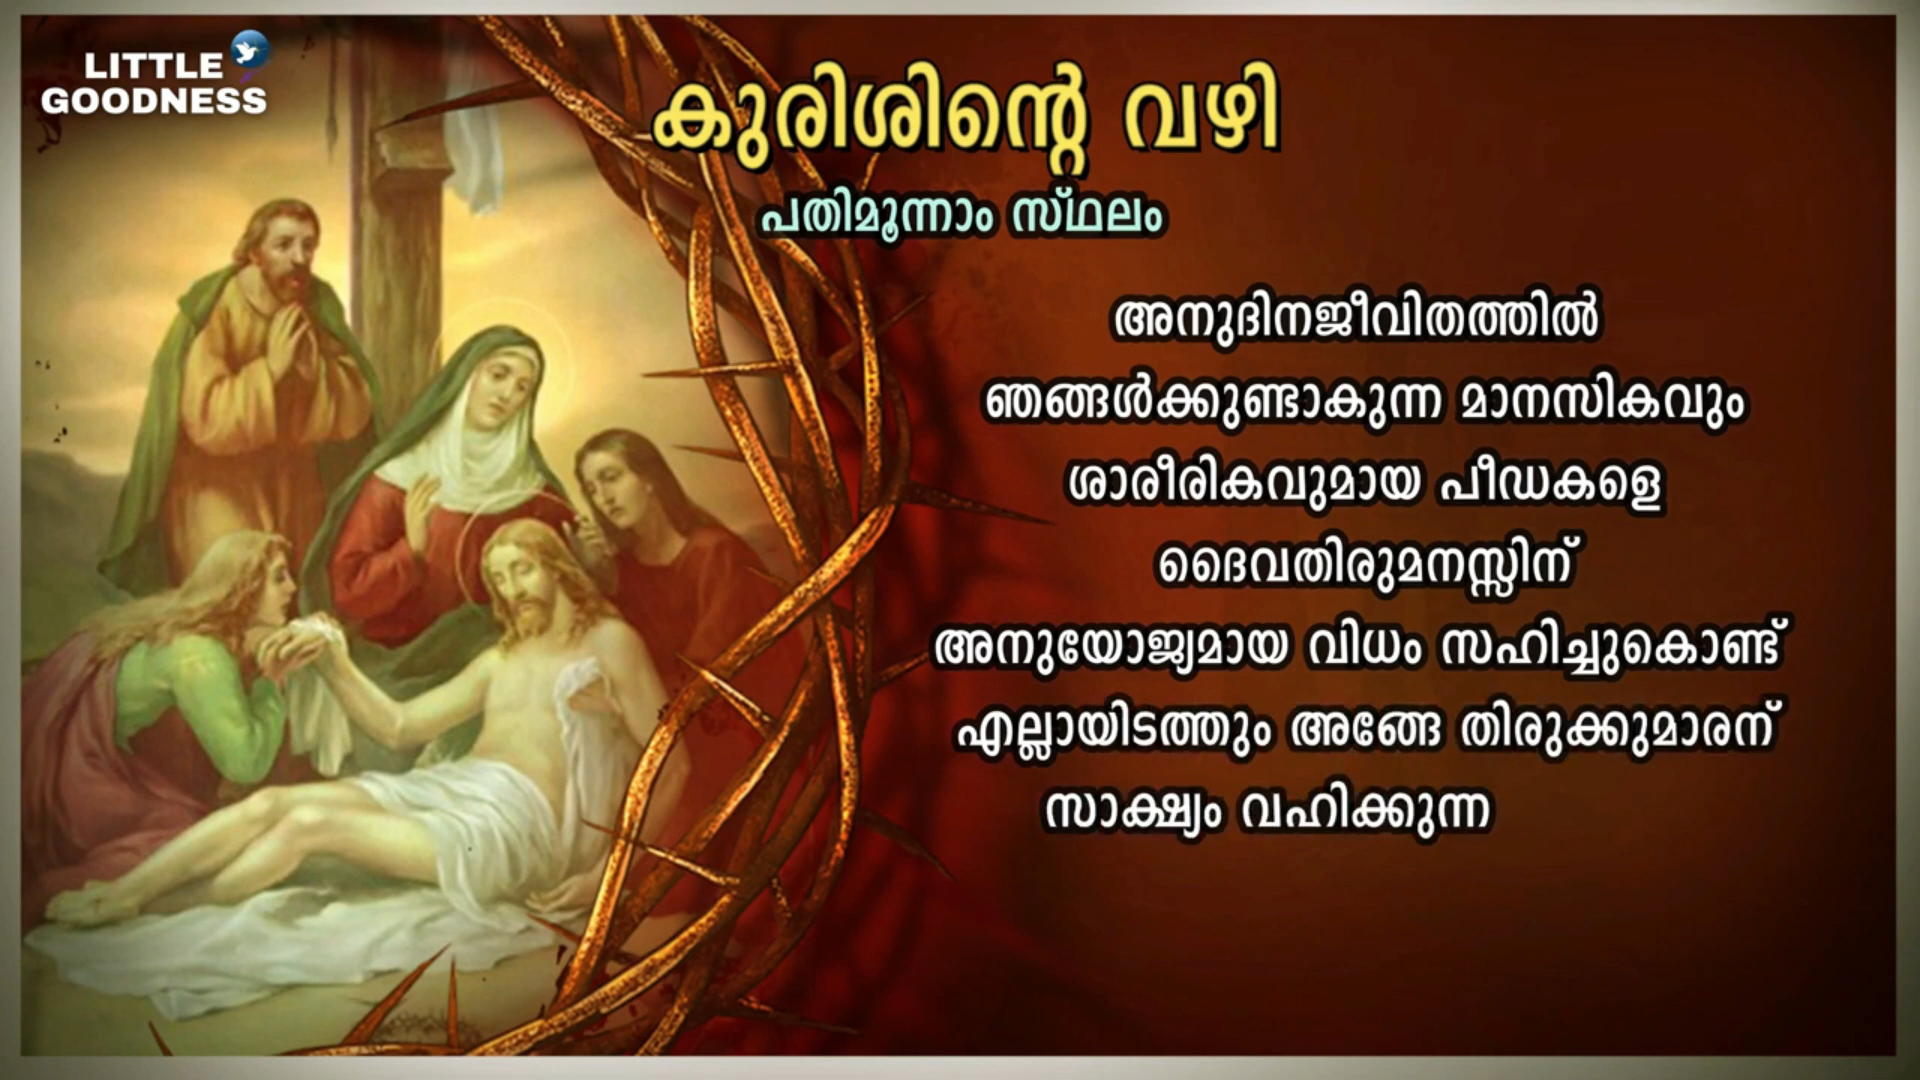 LITTLE
GOODNESS
കുരിശിന്റെ വഴി
പതിമൂന്നാം സ്ഥലം
അനുദിനജീവിതത്തിൽ
ഞങ്ങൾക്കുണ്ടാകുന്ന മാനസികവും
ശാരീരികവുമായ പീഡകളെ
ദൈവതിരുമനസ്സിന്
അനുയോജ്യമായ വിധം സഹിച്ചുകൊണ്ട്
എല്ലായിടത്തും അങ്ങേ തിരുക്കുമാരന്
സാക്ഷ്യം വഹിക്കുന്ന